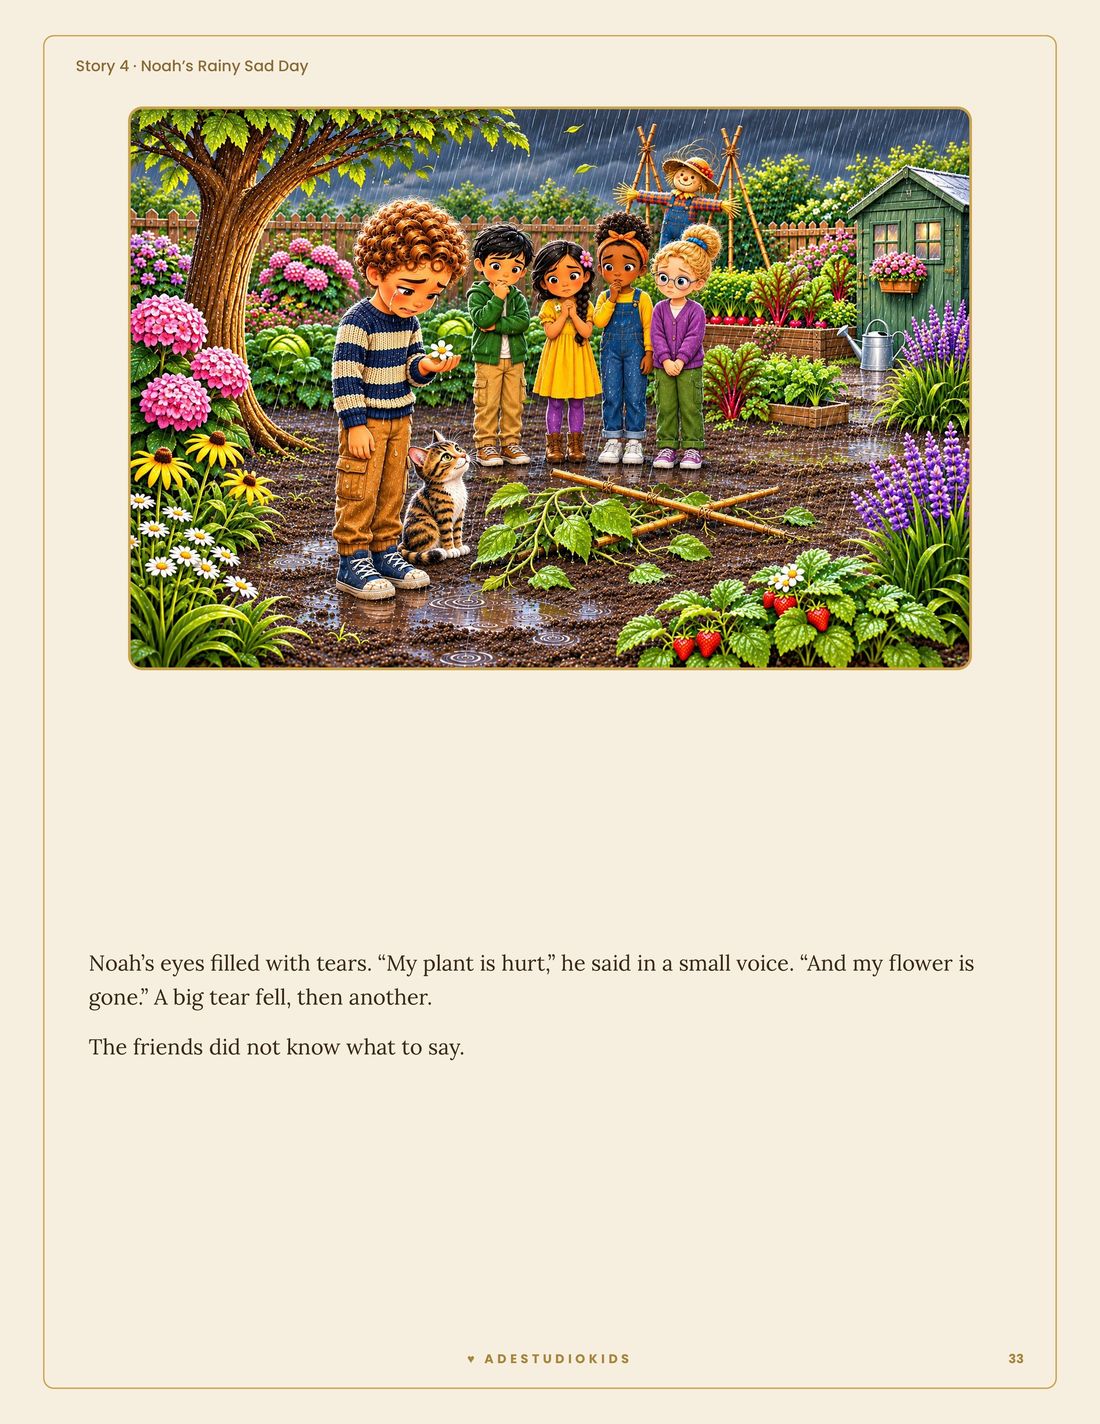 Story 4 · Noah’s Rainy Sad Day
Noah’s eyes filled with tears. “My plant is hurt,” he said in a small voice. “And my flower is
gone.” A big tear fell, then another.
The friends did not know what to say.
♥ ADESTUDIOKIDS
33